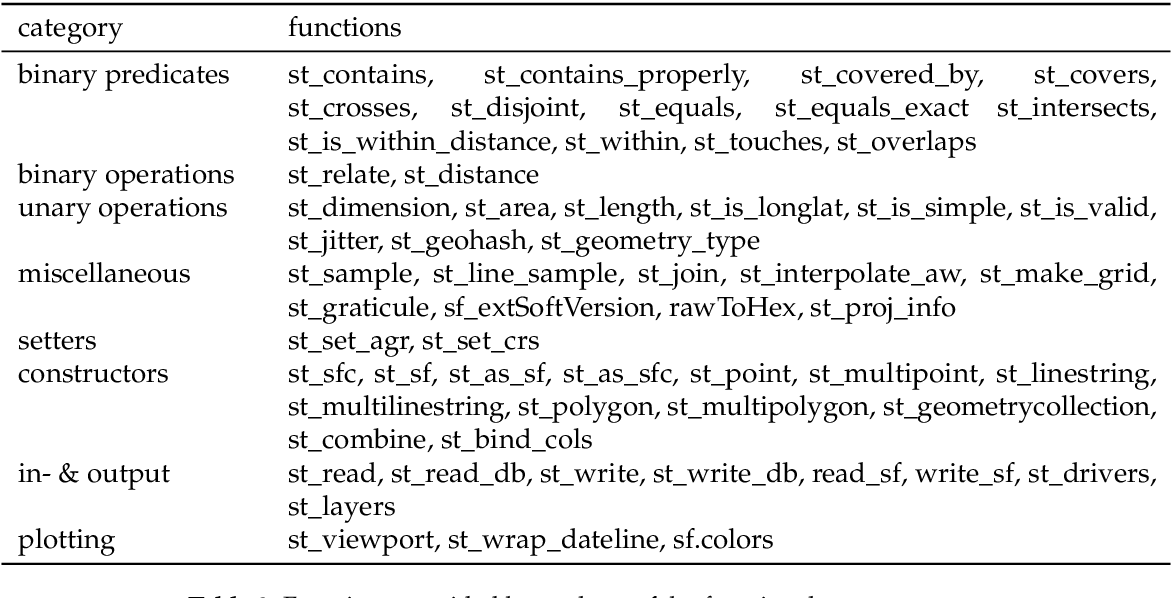 category functions
binary predicates st_contains, st_contains_properly, st_covered_by, st_covers,
st_crosses, st_disjoint, st_equals, st_equals_exact st_intersects,
st_is_within_distance, st_within, st_touches, st_overlaps
binary operations st_relate, st_distance
unary operations st_dimension, st_area, st_length, st_is_longlat, st_is_simple, st_is_valid,
st_jitter, st_geohash, st_geometry_type
miscellaneous st_sample, st_line_sample, st_join, st_interpolate_aw, st_make_grid,
st_graticule, sf_extSoftVersion, rawToHex, st_proj_info
setters st_set_agr, st_set_crs
constructors st_sfc, st_sf, st_as_sf, st_as_sfc, st_point, st_multipoint, st_linestring,
st_multilinestring, st_polygon, st_multipolygon, st_geometrycollection,
st_combine, st_bind_cols
in- & output st_read, st_read_db, st_write, st_write_db, read_sf, write_sf, st_drivers,
st_layers
plotting st_viewport, st_wrap_dateline, sf.colors